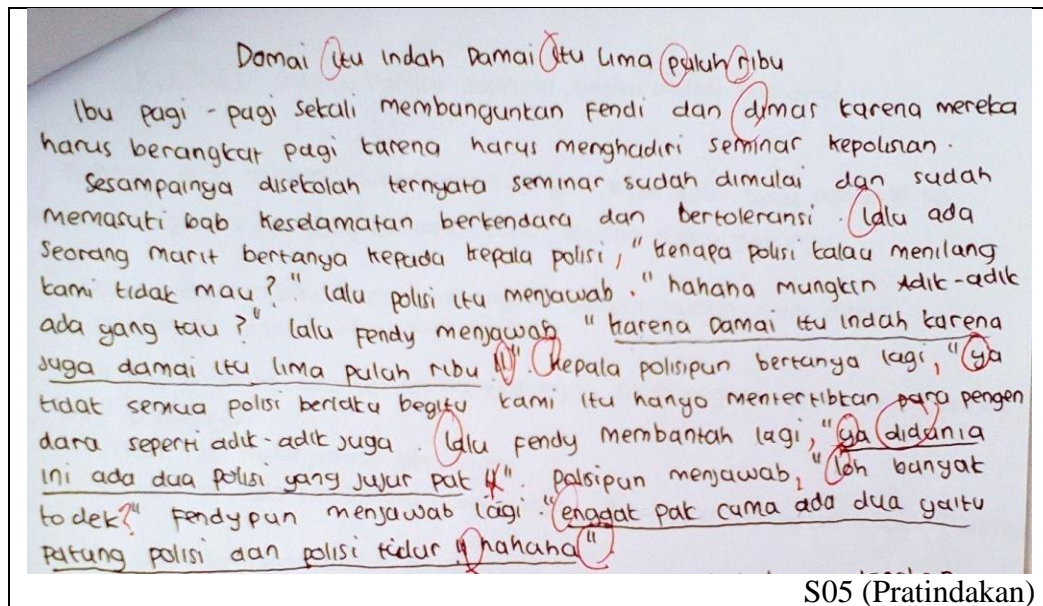 Damai itu indah Damai itu lima puluh ribu
Ibu pagi - pagi sekali membangunkan Fendi dan dimas karena mereka
harus berangkat pagi karena harus menghadiri seminar kepolisian.
Sesampainya disekolah ternyata seminar sudah dimulai dan sudah
memasuki bab keselamatan berkendara dan bertoleransi. lalu ada
seorang murit bertanya kepada kepala polisi, "kenapa polisi kalau menilang
kami tidak mau?" lalu polisi itu menjawab. "hahaha mungkin Adik-adik
ada yang tau?" lalu Fendy menjawab "karena Damai itu indah karena
juga damai itu lima puluh ribu". kepala polisipun bertanya lagi, "ya
tidak semua polisi berlaku begitu kami itu hanya mentertibkan para pengen
dara seperti adik-adik juga. lalu Fendy membantah lagi, "ya didunia
ini ada dua polisi yang jujur pak". polisipun menjawab, "loh banyak
to dek?" Fendypun menjawab lagi. "enggak pak cuma ada dua yaitu
patung polisi dan polisi tidur" hahaha"
S05 (Pratindakan)